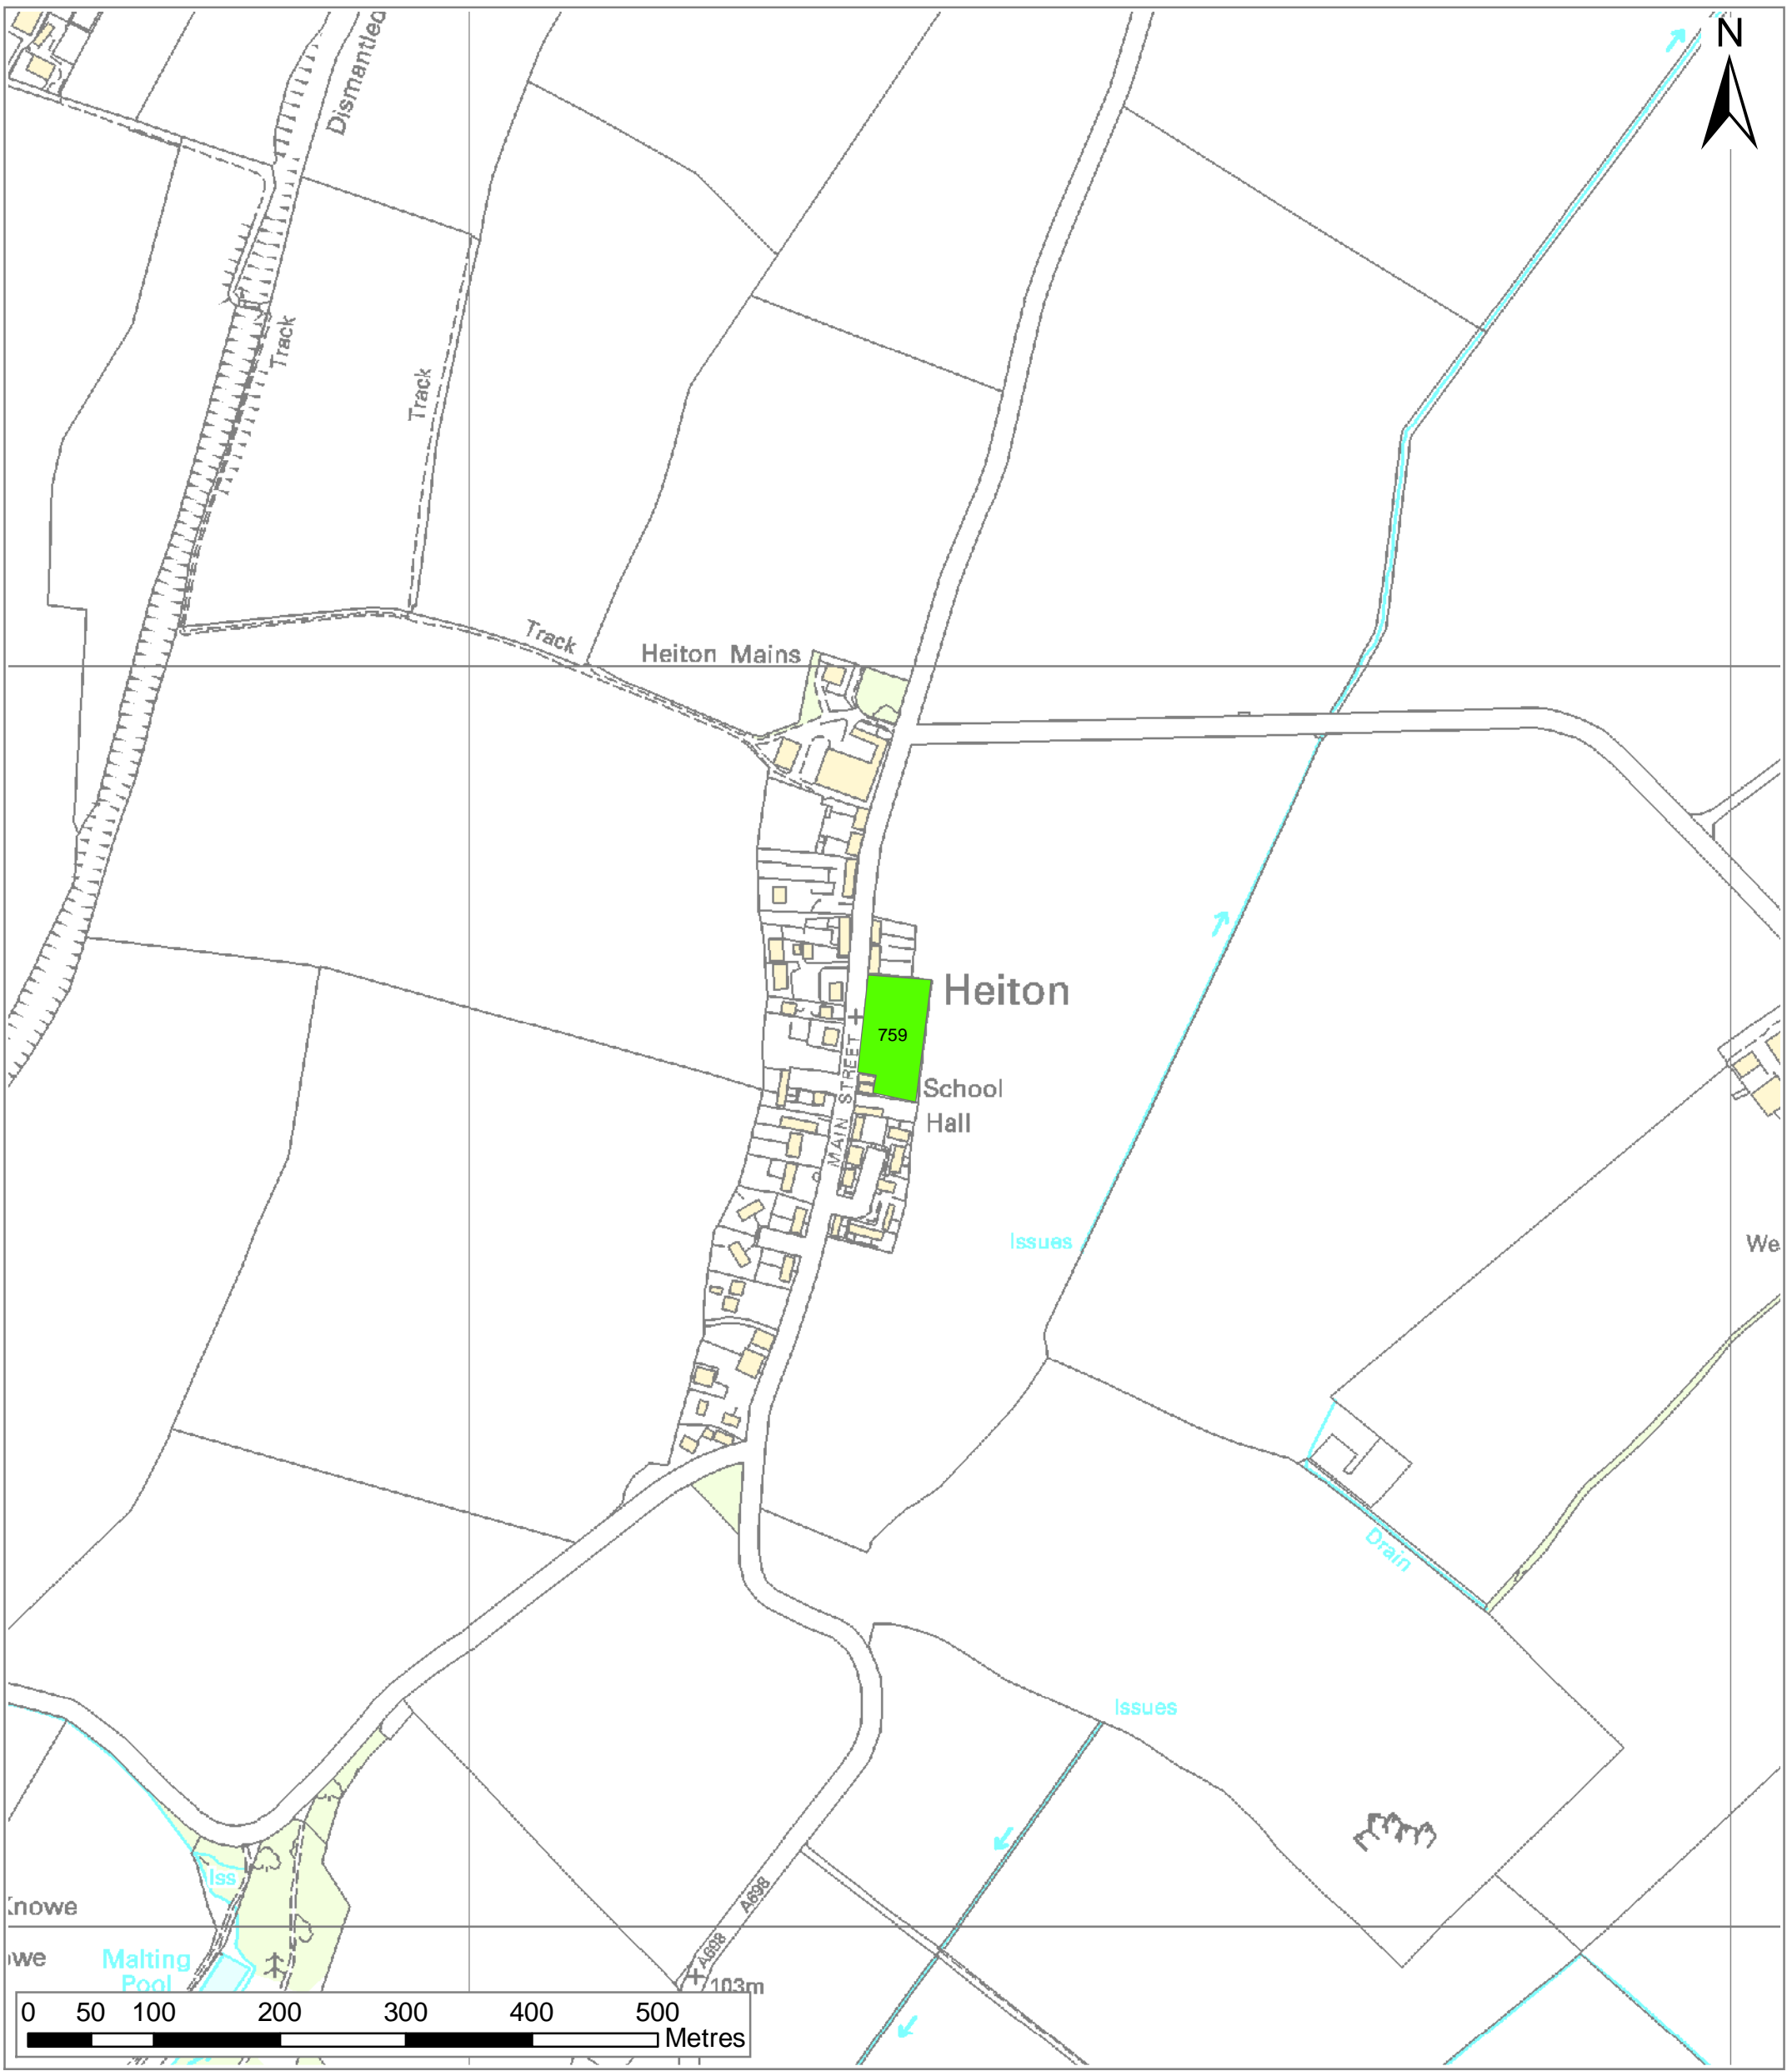 Dismantled
N
Track
Track
Track
Heiton Mains
Heiton
759
MAIN STREET
School
Hall
Issues
We
Drain
Issues
Iss
Knowe
A698
owe
A698
Malting
Pool
103m
0 50 100 200 300 400 500
Metres